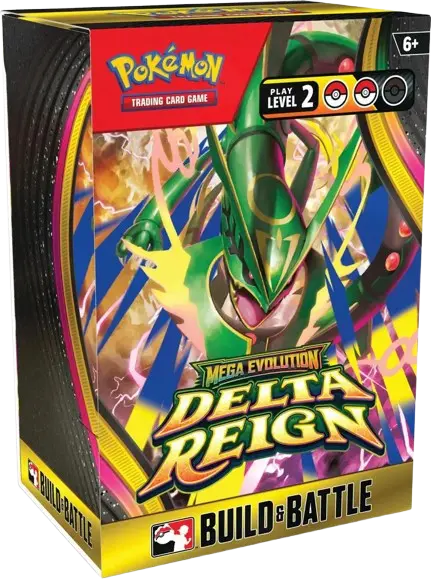 POKéMON
TRADING CARD GAME
PLAY
LEVEL 2
6+
MEGA EVOLUTION
DELTA
REIGN
BUILD & BATTLE
BUILD & BATTLE